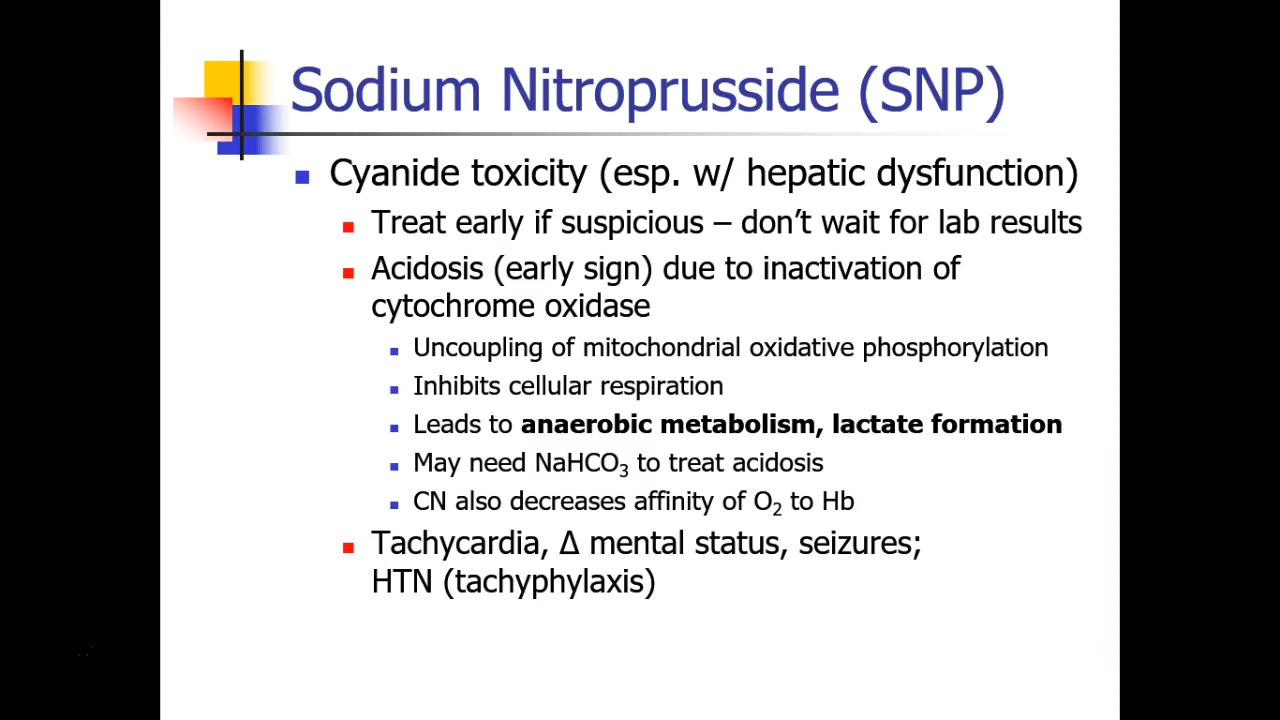 Sodium Nitroprusside (SNP)
Cyanide toxicity (esp. w/ hepatic dysfunction)
Treat early if suspicious – don’t wait for lab results
Acidosis (early sign) due to inactivation of
cytochrome oxidase
Uncoupling of mitochondrial oxidative phosphorylation
Inhibits cellular respiration
Leads to anaerobic metabolism, lactate formation
May need NaHCO₃ to treat acidosis
CN also decreases affinity of O₂ to Hb
Tachycardia, Δ mental status, seizures;
HTN (tachyphylaxis)